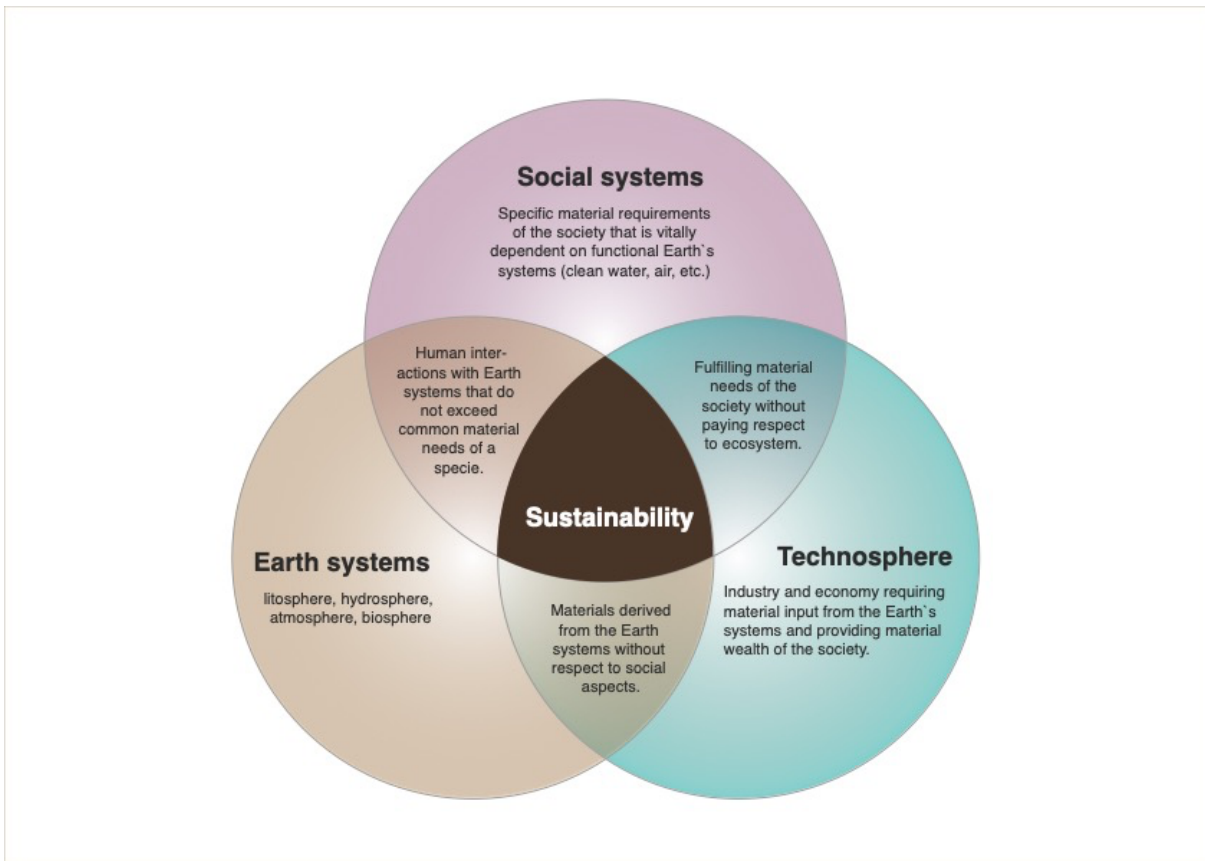 Social systems
Specific material requirements
of the society that is vitally
dependent on functional Earth`s
systems (clean water, air, etc.)
Human inter-
actions with Earth
systems that do
not exceed
common material
needs of a
specie.
Fulfilling material
needs of the
society without
paying respect
to ecosystem.
Sustainability
Earth systems
litosphere, hydrosphere,
atmosphere, biosphere
Technosphere
Industry and economy requiring
material input from the Earth`s
systems and providing material
wealth of the society.
Materials derived
from the Earth
systems without
respect to social
aspects.